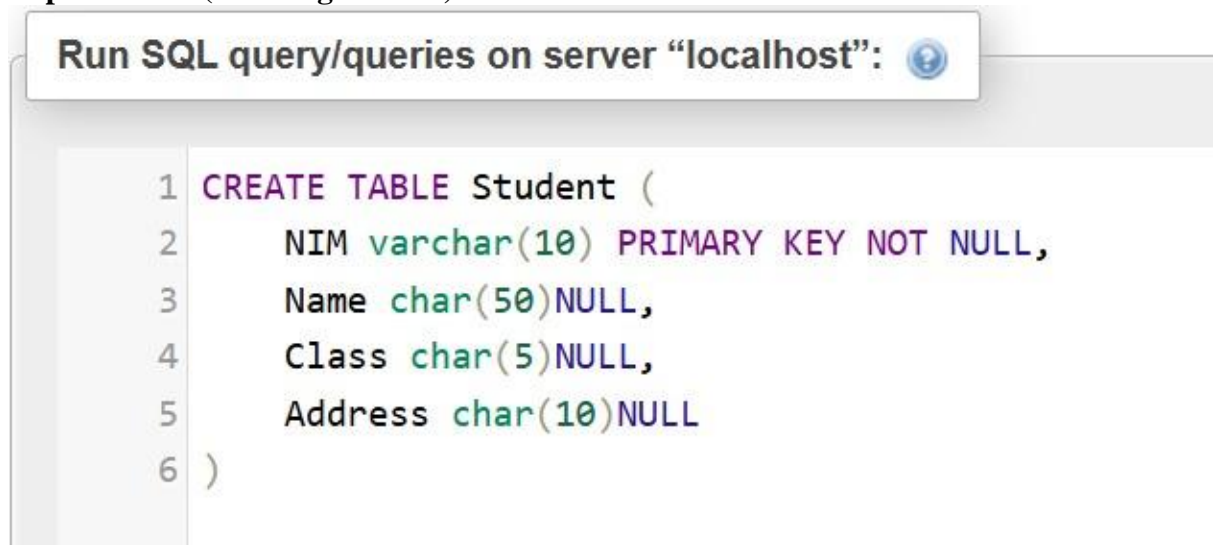 Run SQL query/queries on server “localhost”:
1 CREATE TABLE Student (
2 NIM varchar(10) PRIMARY KEY NOT NULL,
3 Name char(50)NULL,
4 Class char(5)NULL,
5 Address char(10)NULL
6 )